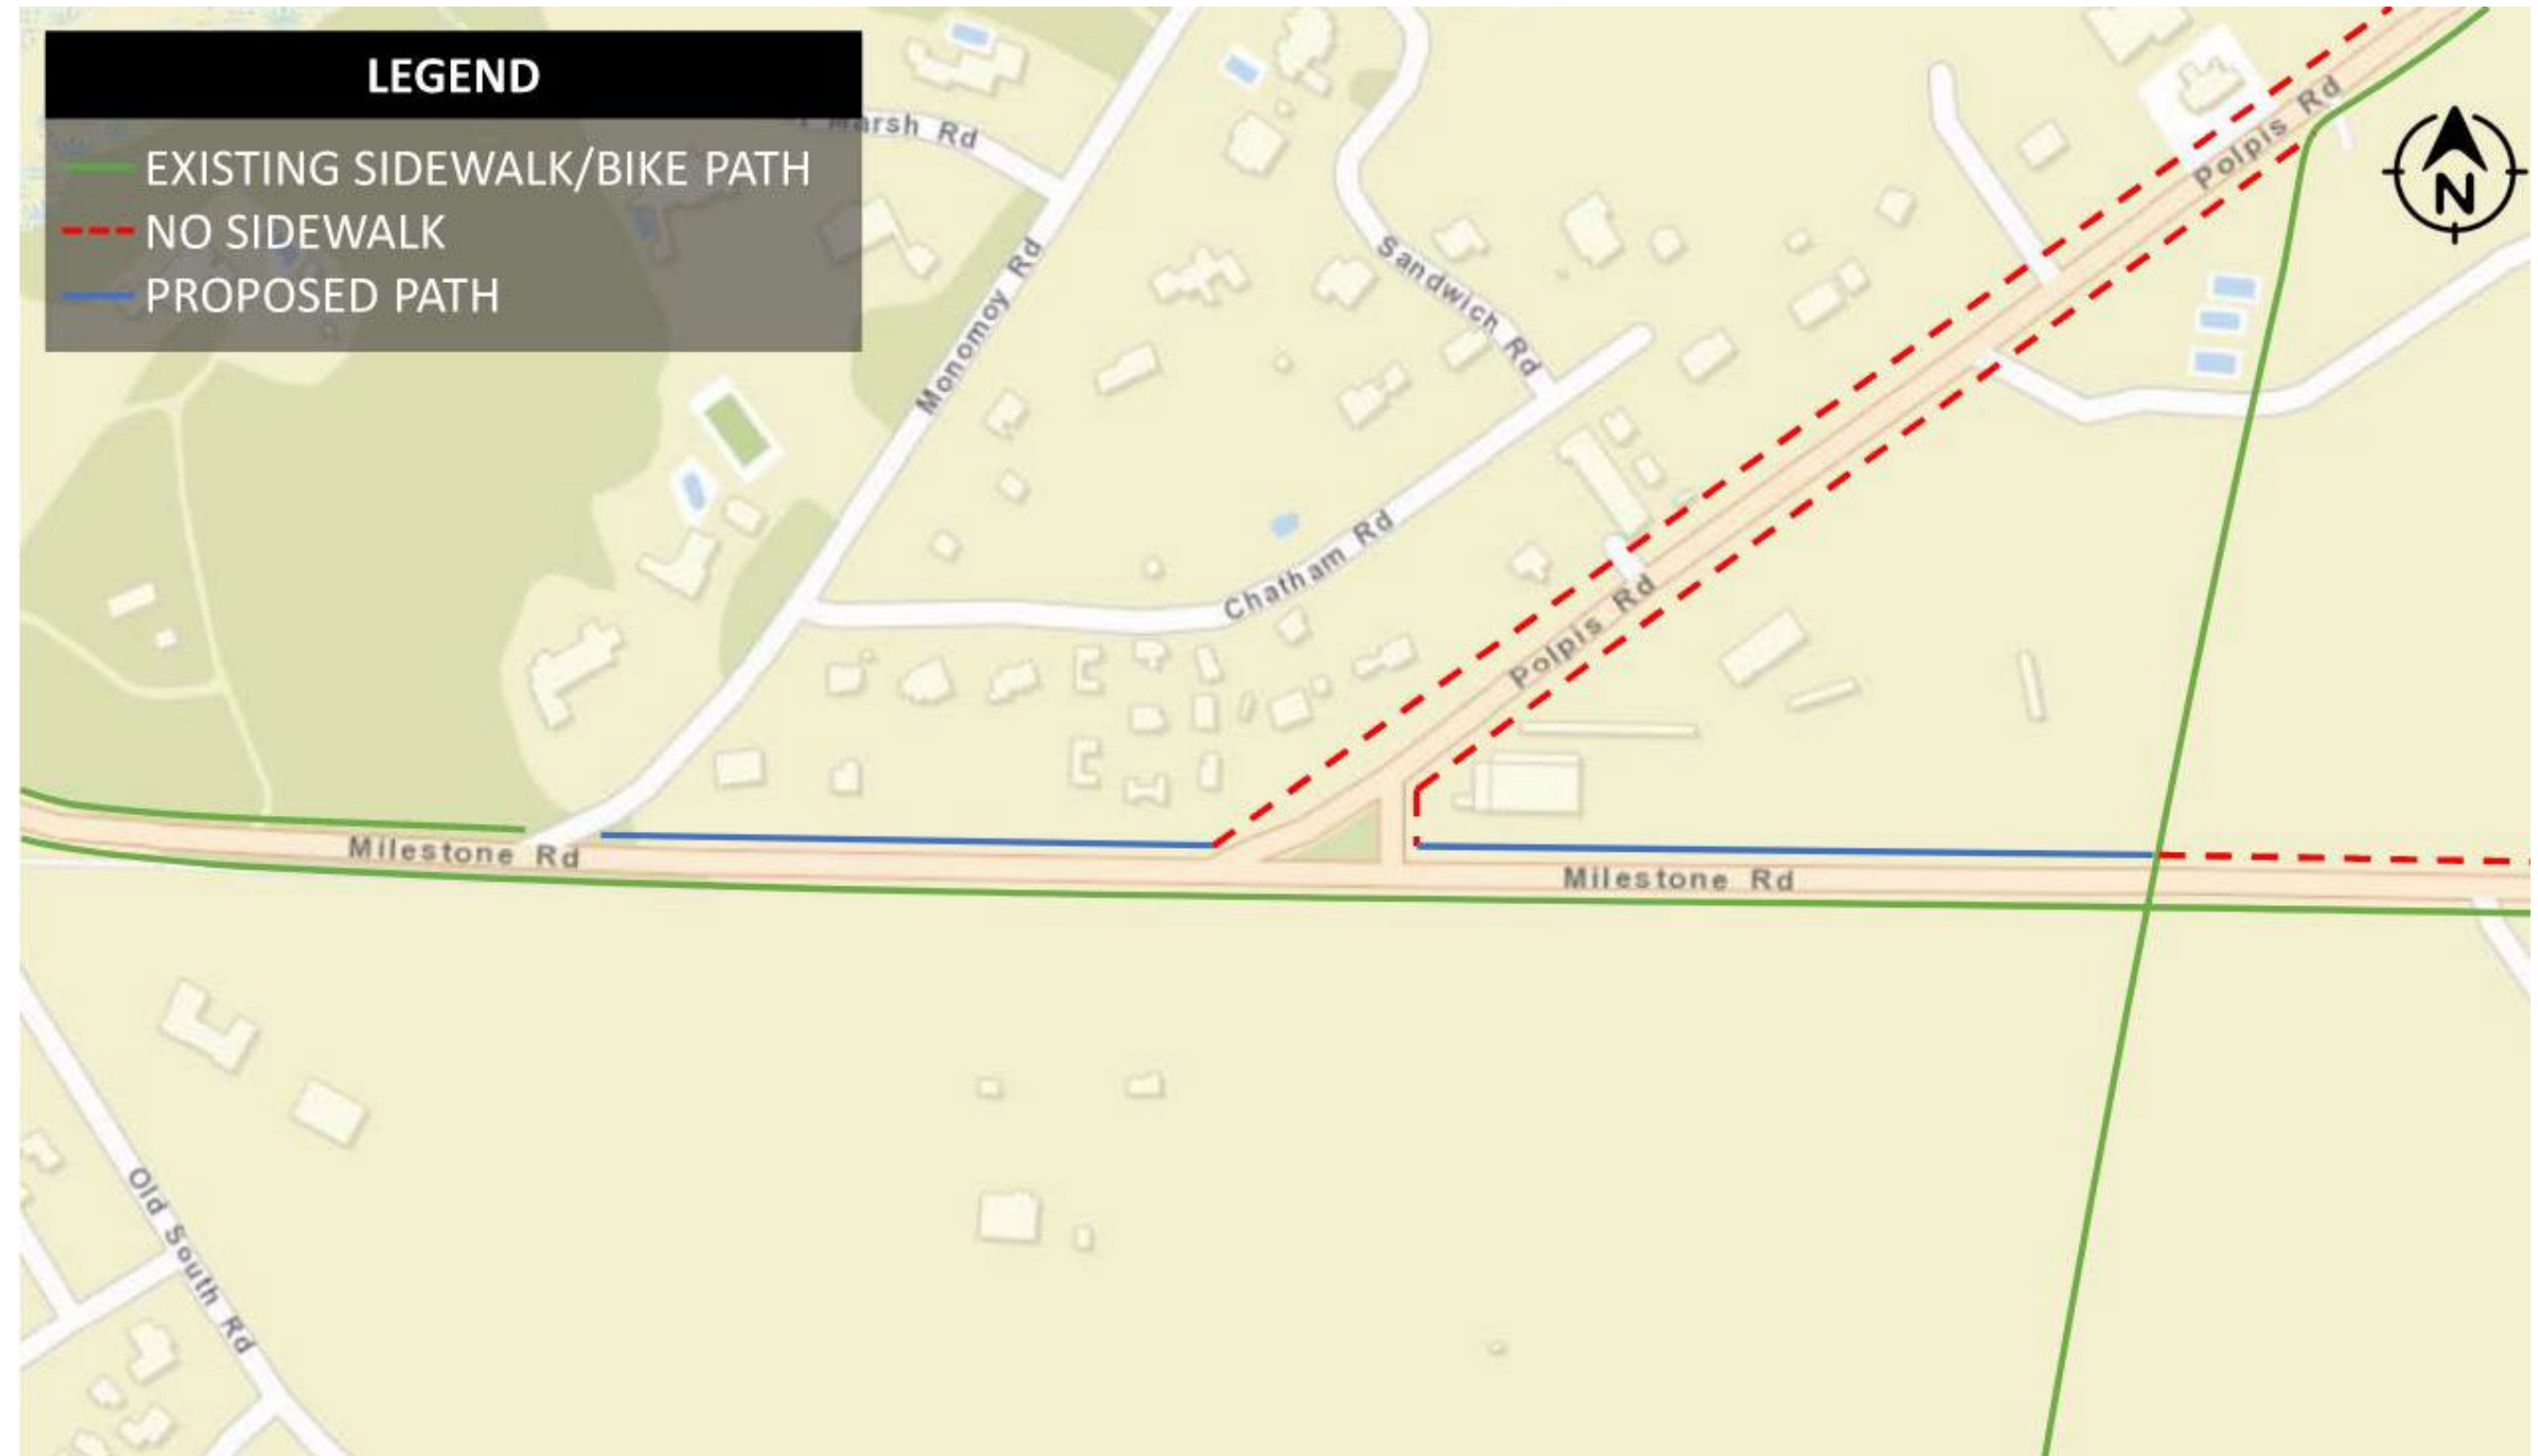 LEGEND
EXISTING SIDEWALK/BIKE PATH
NO SIDEWALK
PROPOSED PATH
Marsh Rd
Monomoy Rd
Sandwich Rd
Polpis Rd
N
Chatham Rd
Polpis Rd
Milestone Rd
Milestone Rd
Old South Rd